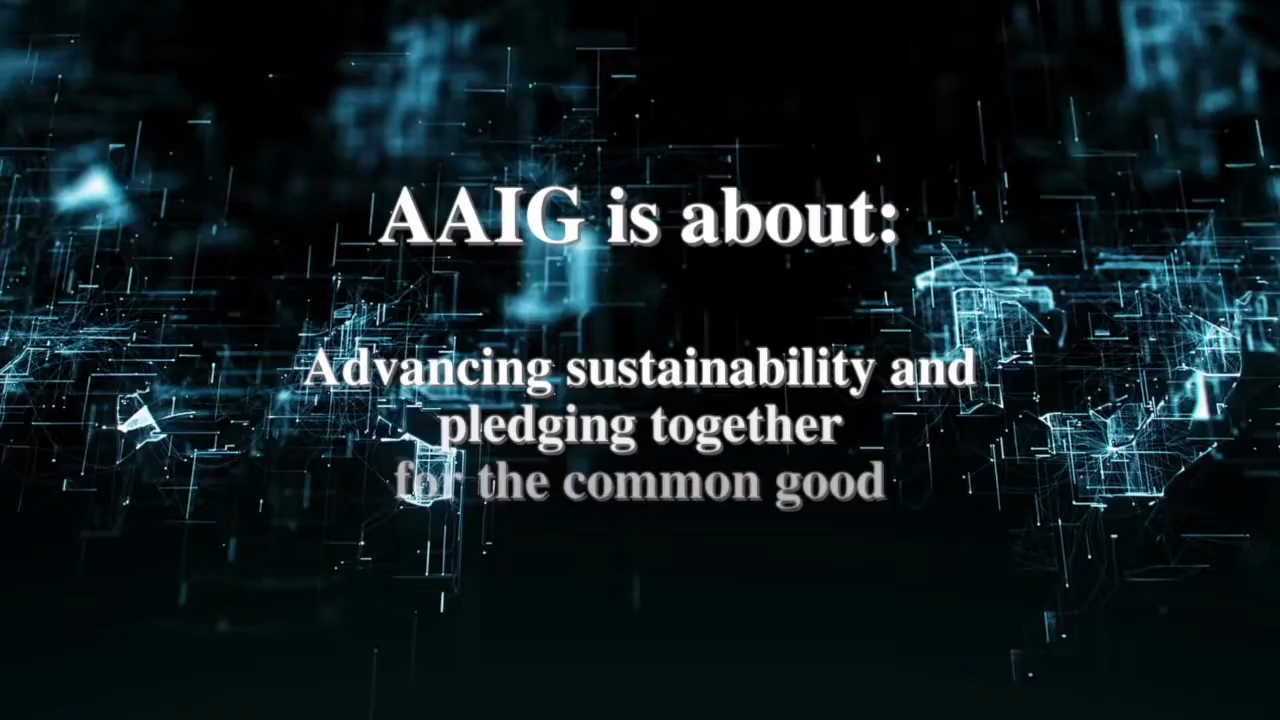 AAIG is about:
Advancing sustainability and
pledging together
for the common good